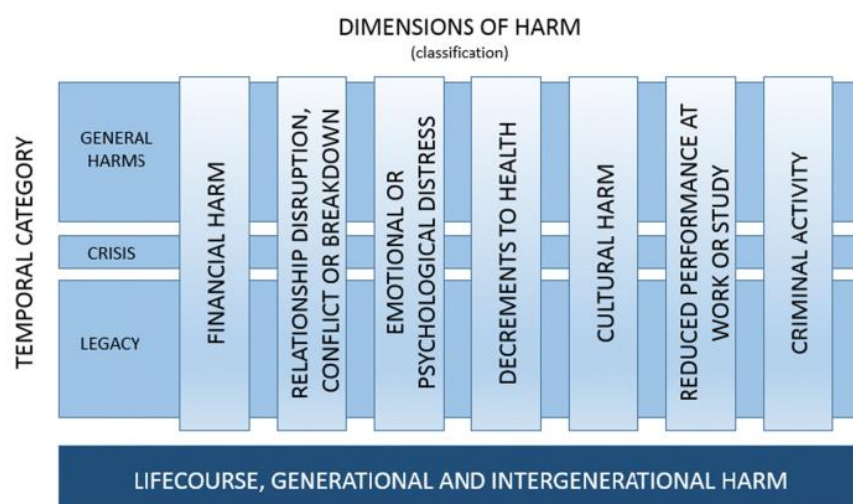 DIMENSIONS OF HARM
(classification)
TEMPORAL CATEGORY
GENERAL
HARMS
CRISIS
LEGACY
FINANCIAL HARM
RELATIONSHIP DISRUPTION,
CONFLICT OR BREAKDOWN
EMOTIONAL OR
PSYCHOLOGICAL DISTRESS
DECREMENTS TO HEALTH
CULTURAL HARM
REDUCED PERFORMANCE AT
WORK OR STUDY
CRIMINAL ACTIVITY
LIFECOURSE, GENERATIONAL AND INTERGENERATIONAL HARM